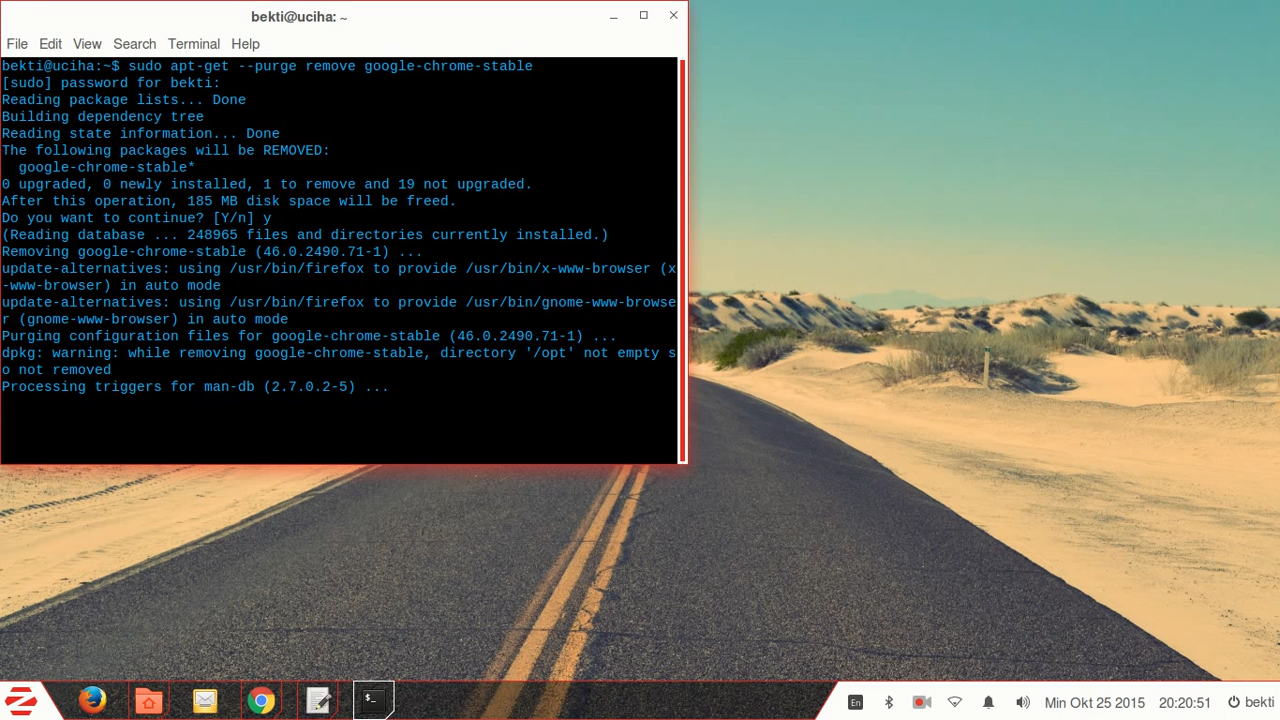 bekti@uciha: ~
File Edit View Search Terminal Help
bekti@uciha:~$ sudo apt-get --purge remove google-chrome-stable
[sudo] password for bekti:
Reading package lists... Done
Building dependency tree
Reading state information... Done
The following packages will be REMOVED:
  google-chrome-stable*
0 upgraded, 0 newly installed, 1 to remove and 19 not upgraded.
After this operation, 185 MB disk space will be freed.
Do you want to continue? [Y/n] y
(Reading database ... 248965 files and directories currently installed.)
Removing google-chrome-stable (46.0.2490.71-1) ...
update-alternatives: using /usr/bin/firefox to provide /usr/bin/x-www-browser (x
-www-browser) in auto mode
update-alternatives: using /usr/bin/firefox to provide /usr/bin/gnome-www-browse
r (gnome-www-browser) in auto mode
Purging configuration files for google-chrome-stable (46.0.2490.71-1) ...
dpkg: warning: while removing google-chrome-stable, directory '/opt' not empty s
o not removed
Processing triggers for man-db (2.7.0.2-5) ...
$_ En Min Okt 25 2015 20:20:51 bekti